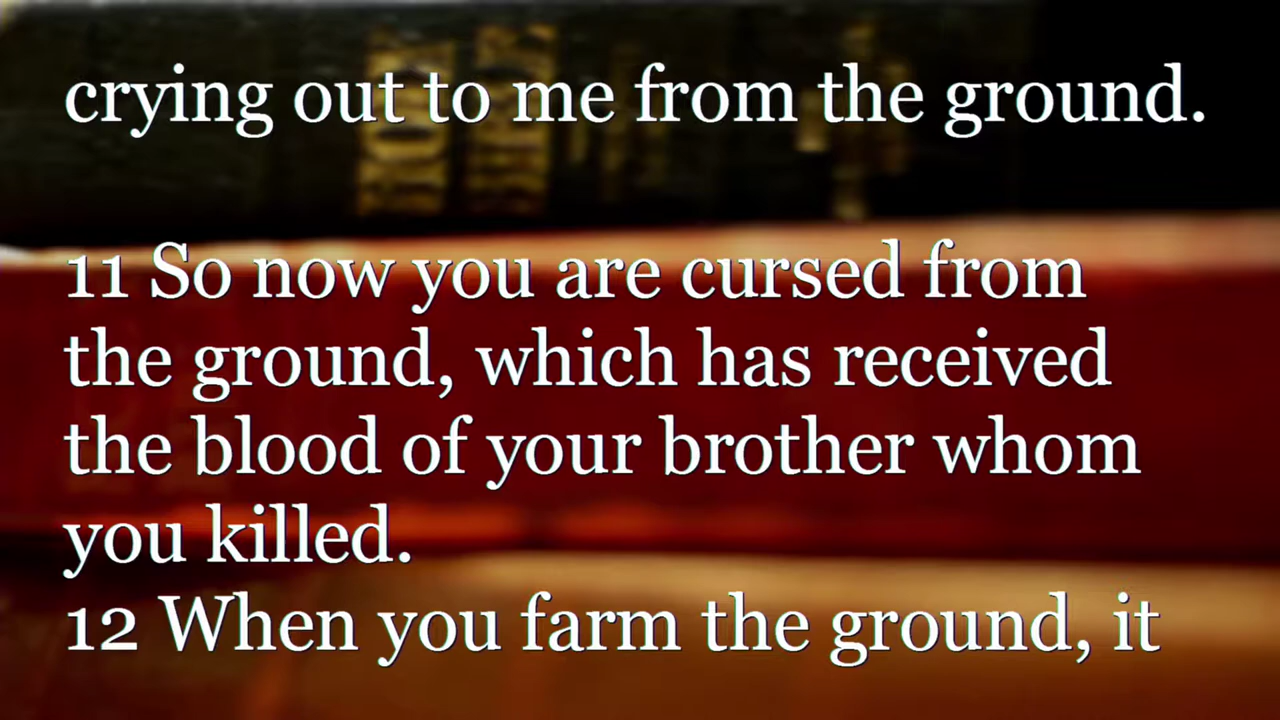 crying out to me from the ground.
11 So now you are cursed from
the ground, which has received
the blood of your brother whom
you killed.
12 When you farm the ground, it